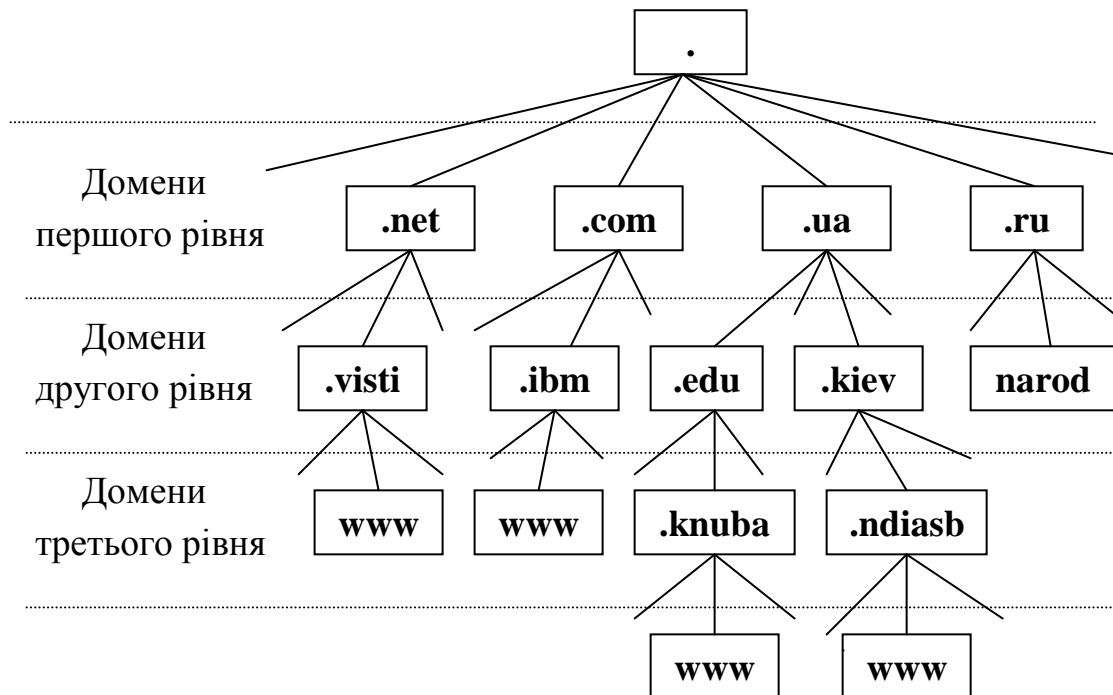 .
Домени
першого рівня
.net
.com
.ua
.ru
Домени
другого рівня
.visti
.ibm
.edu
.kiev
narod
Домени
третього рівня
www
www
.knuba
.ndiasb
www
www